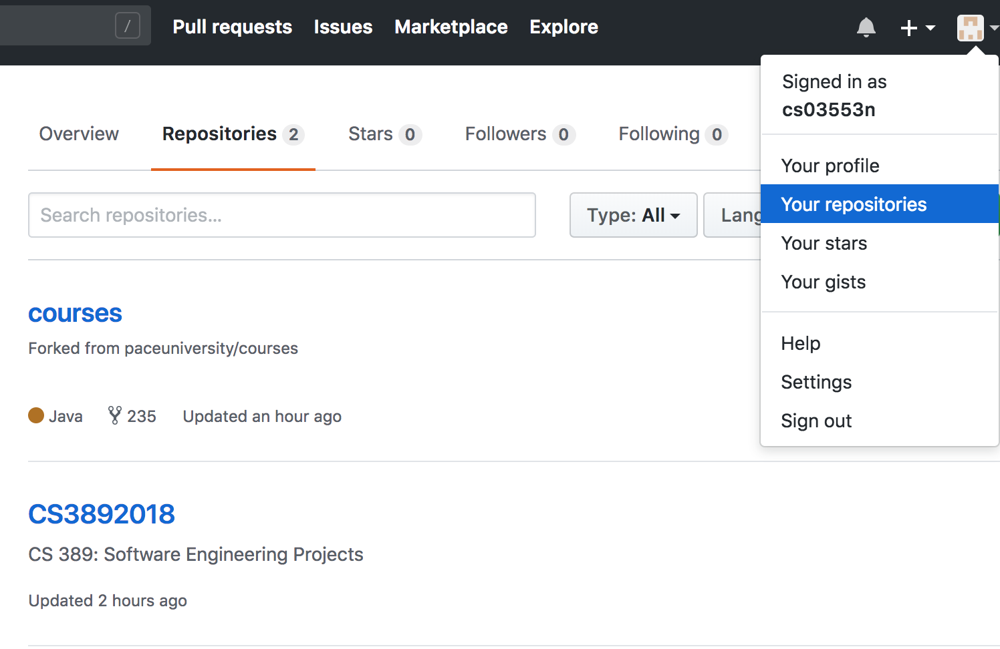 / Pull requests Issues Marketplace Explore
Signed in as
cs03553n
Overview Repositories 2 Stars 0 Followers 0 Following 0
Your profile
Search repositories... Type: All Lang
Your repositories
Your stars
Your gists
courses
Forked from paceuniversity/courses
Help
Settings
Java 235 Updated an hour ago
Sign out
CS3892018
CS 389: Software Engineering Projects
Updated 2 hours ago